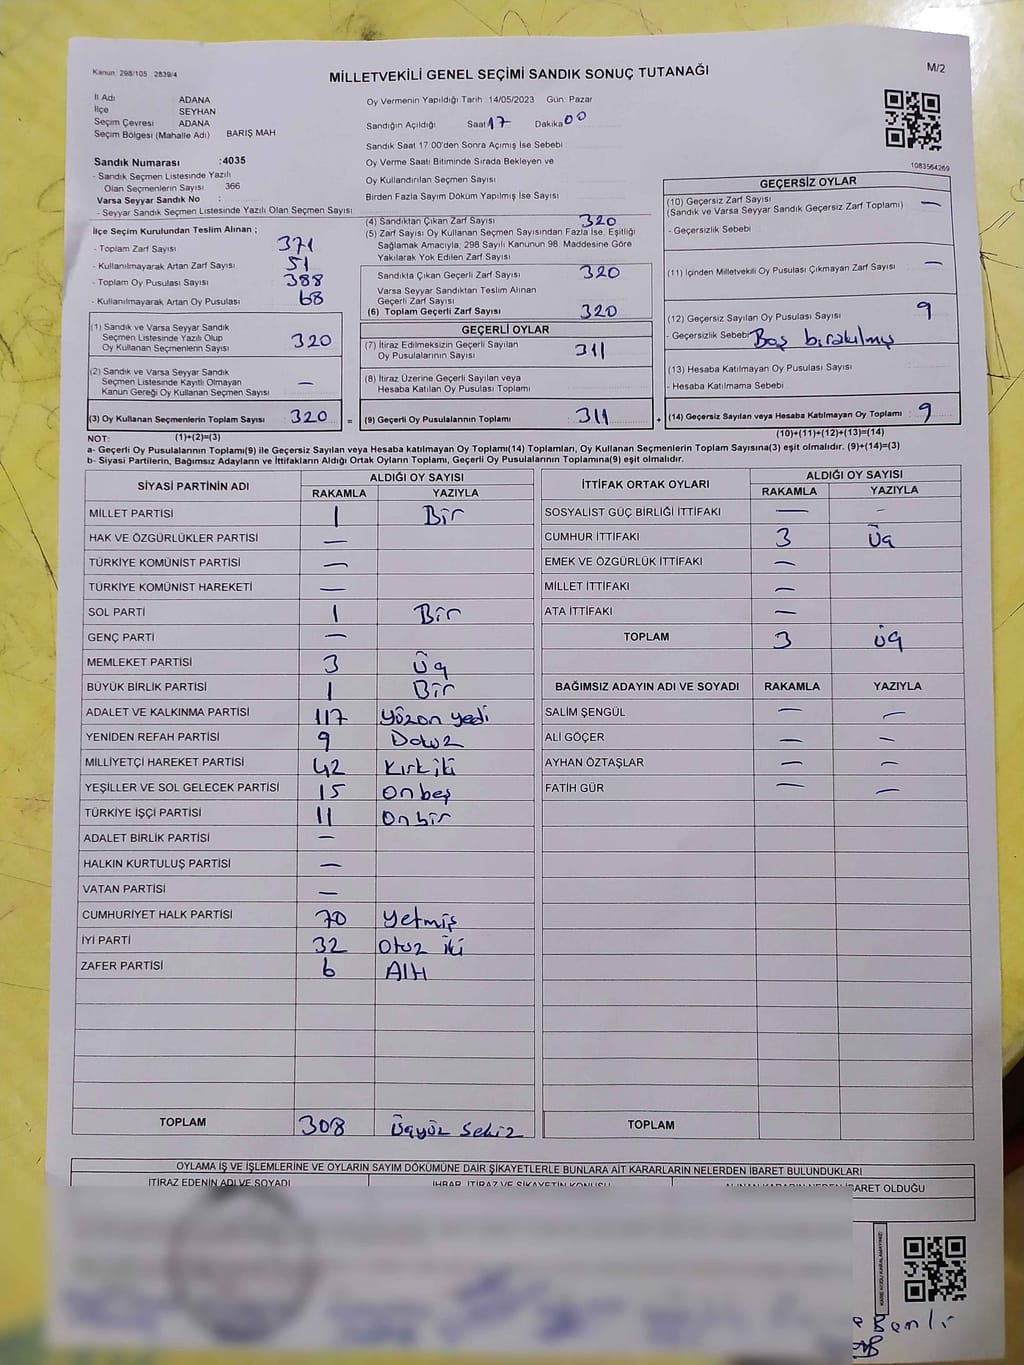 Kanun, 298/105 2839/4
MİLLETVEKİLİ GENEL SEÇİMİ SANDIK SONUÇ TUTANAĞI
M/2
İl Adı ADANA
İlçe SEYHAN
Seçim Çevresi ADANA
Seçim Bölgesi (Mahalle Adı) BARIŞ MAH
Sandık Numarası :4035
- Sandık Seçmen Listesinde Yazılı
Olan Seçmenlerin Sayısı 366
Varsa Seyyar Sandık No :
- Seyyar Sandık Seçmen Listesinde Yazılı Olan Seçmen Sayısı
Oy Vermenin Yapıldığı Tarih 14/05/2023 Gün: Pazar
Sandığın Açıldığı Saat 17 Dakika 00
Sandık Saat 17:00'den Sonra Açımış İse Sebebi
Oy Verme Saati Bitiminde Sırada Bekleyen ve
Oy Kullandırılan Seçmen Sayısı
Birden Fazla Sayım Döküm Yapılmış İse Sayısı
1083564269
İlçe Seçim Kurulundan Teslim Alınan ;
- Toplam Zarf Sayısı 371
- Kullanılmayarak Artan Zarf Sayısı 51
- Toplam Oy Pusulası Sayısı 388
- Kullanılmayarak Artan Oy Pusulası 68
(1) Sandık ve Varsa Seyyar Sandık
Seçmen Listesinde Yazılı Olup
Oy Kullanan Seçmenlerin Sayısı 320
(2) Sandık ve Varsa Seyyar Sandık
Seçmen Listesinde Kayıtlı Olmayan
Kanun Gereği Oy Kullanan Seçmen Sayısı —
(3) Oy Kullanan Seçmenlerin Toplam Sayısı 320 =
(4) Sandıktan Çıkan Zarf Sayısı 320
(5) Zarf Sayısı Oy Kullanan Seçmen Sayısından Fazla İse, Eşitliği
Sağlamak Amacıyla, 298 Sayılı Kanunun 98. Maddesine Göre
Yakılarak Yok Edilen Zarf Sayısı
Sandıkta Çıkan Geçerli Zarf Sayısı 320
Varsa Seyyar Sandıktan Teslim Alınan
Geçerli Zarf Sayısı
(6) Toplam Geçerli Zarf Sayısı 320
GEÇERLİ OYLAR
(7) İtiraz Edilmeksizin Geçerli Sayılan
Oy Pusulalarının Sayısı 311
(8) İtiraz Üzerine Geçerli Sayılan veya
Hesaba Katılan Oy Pusulası Toplamı
(9) Geçerli Oy Pusulalarının Toplamı 311 +
GEÇERSİZ OYLAR
(10) Geçersiz Zarf Sayısı
(Sandık ve Varsa Seyyar Sandık Geçersiz Zarf Toplamı) —
- Geçersizlik Sebebi
(11) İçinden Milletvekili Oy Pusulası Çıkmayan Zarf Sayısı —
(12) Geçersiz Sayılan Oy Pusulası Sayısı 9
- Geçersizlik Sebebi Boş bırakılmış
(13) Hesaba Katılmayan Oy Pusulası Sayısı
- Hesaba Katılmama Sebebi
(14) Geçersiz Sayılan veya Hesaba Katılmayan Oy Toplamı 9
NOT: (1)+(2)=(3) (10)+(11)+(12)+(13)=(14)
a- Geçerli Oy Pusulalarının Toplamı(9) ile Geçersiz Sayılan veya Hesaba katılmayan Oy Toplamı(14) Toplamları, Oy Kullanan Seçmenlerin Toplam Sayısına(3) eşit olmalıdır. (9)+(14)=(3)
b- Siyasi Partilerin, Bağımsız Adayların ve İttifakların Aldığı Ortak Oyların Toplamı, Geçerli Oy Pusulalarının Toplamına(9) eşit olmalıdır.
SİYASİ PARTİNİN ADI ALDIĞI OY SAYISI
RAKAMLA YAZIYLA
MİLLET PARTİSİ 1 Bir
HAK VE ÖZGÜRLÜKLER PARTİSİ —
TÜRKİYE KOMÜNİST PARTİSİ —
TÜRKİYE KOMÜNİST HAREKETİ —
SOL PARTİ 1 Bir
GENÇ PARTİ —
MEMLEKET PARTİSİ 3 Üç
BÜYÜK BİRLİK PARTİSİ 1 Bir
ADALET VE KALKINMA PARTİSİ 117 Yüzon yedi
YENİDEN REFAH PARTİSİ 9 Dokuz
MİLLİYETÇİ HAREKET PARTİSİ 42 Kırk iki
YEŞİLLER VE SOL GELECEK PARTİSİ 15 Onbeş
TÜRKİYE İŞÇİ PARTİSİ 11 Onbir
ADALET BİRLİK PARTİSİ —
HALKIN KURTULUŞ PARTİSİ —
VATAN PARTİSİ —
CUMHURİYET HALK PARTİSİ 70 Yetmiş
İYİ PARTİ 32 Otuz iki
ZAFER PARTİSİ 6 Altı
TOPLAM 308 Üçyüz Sekiz
İTTİFAK ORTAK OYLARI ALDIĞI OY SAYISI
RAKAMLA YAZIYLA
SOSYALİST GÜÇ BİRLİĞİ İTTİFAKI — —
CUMHUR İTTİFAKI 3 Üç
EMEK VE ÖZGÜRLÜK İTTİFAKI —
MİLLET İTTİFAKI —
ATA İTTİFAKI —
TOPLAM 3 Üç
BAĞIMSIZ ADAYIN ADI VE SOYADI RAKAMLA YAZIYLA
SALİM ŞENGÜL — —
ALİ GÖÇER — —
AYHAN ÖZTAŞLAR — —
FATİH GÜR — —
TOPLAM
OYLAMA İŞ VE İŞLEMLERİNE VE OYLARIN SAYIM DÖKÜMÜNE DAİR ŞİKAYETLERLE BUNLARA AİT KARARLARIN NELERDEN İBARET BULUNDUKLARI
İTİRAZ EDENİN ADI VE SOYADI İHBAR, İTİRAZ VE ŞİKAYETİN KONUSU ALINAN KARARIN NEDEN İBARET OLDUĞU